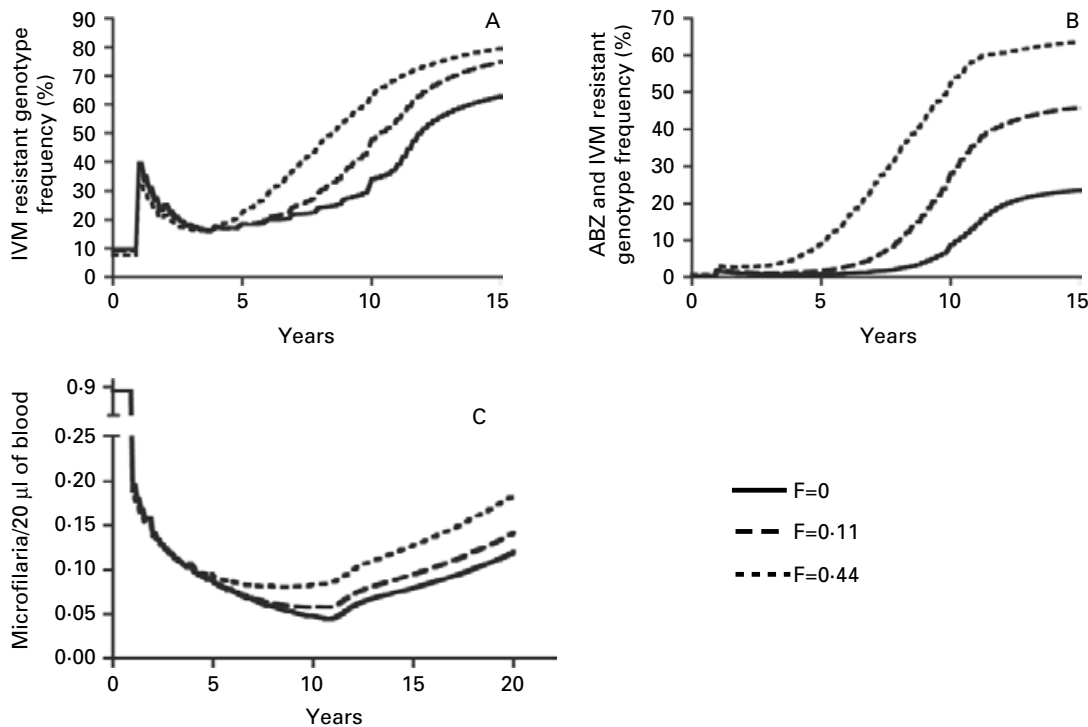 A
IVM resistant genotype
frequency (%)
90
80
70
60
50
40
30
20
10
0
0
5
10
15
Years
B
ABZ and IVM resistant
genotype frequency (%)
70
60
50
40
30
20
10
0
0
5
10
15
Years
C
Microfilaria/20 µl of blood
0·9
0·25
0·20
0·15
0·10
0·05
0·00
0
5
10
15
20
Years
F=0
F=0·11
F=0·44